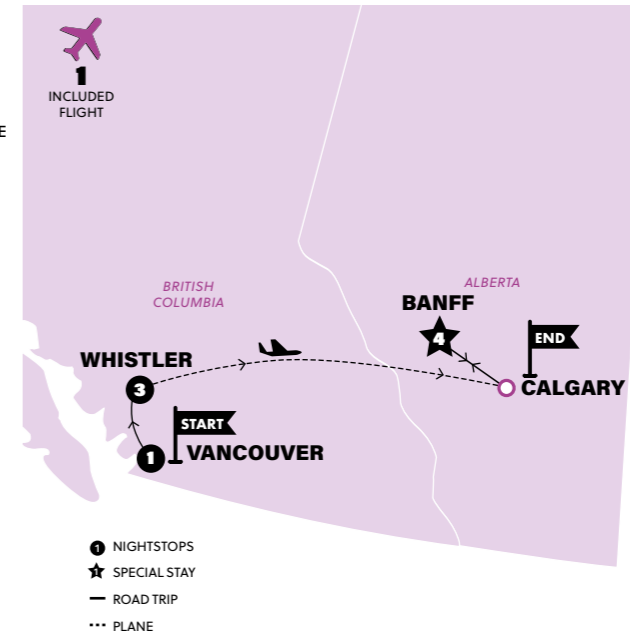 1
INCLUDED
FLIGHT
E
BRITISH
COLUMBIA
ALBERTA
BANFF
4
END
WHISTLER
3
CALGARY
START
1
VANCOUVER
1 NIGHTSTOPS
1 SPECIAL STAY
ROAD TRIP
PLANE